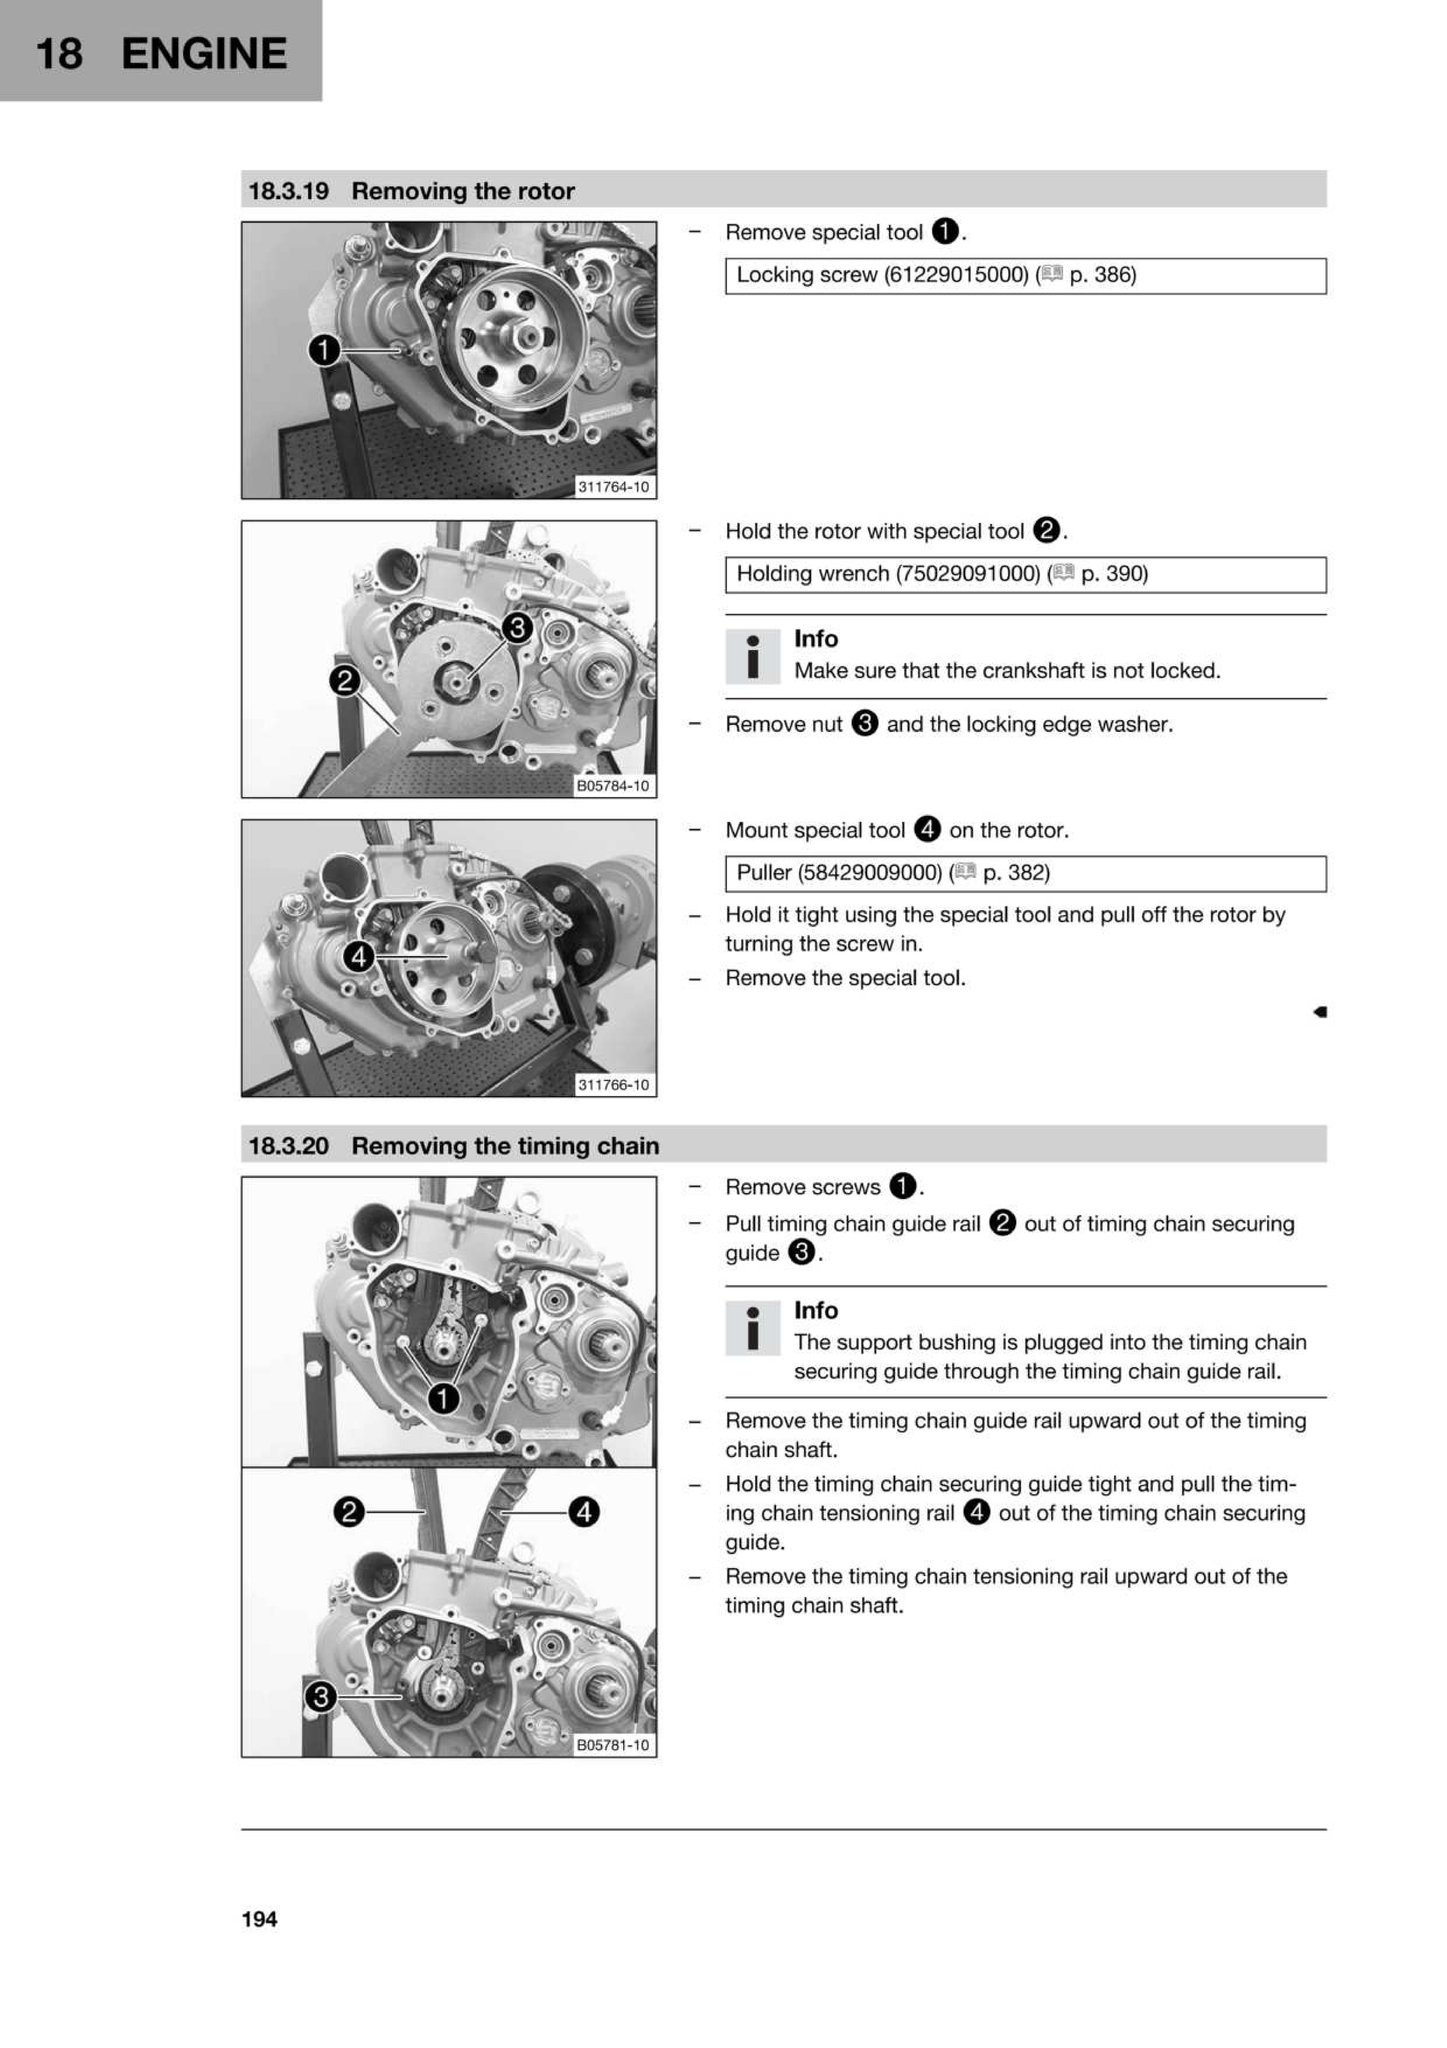 18 ENGINE
18.3.19 Removing the rotor
1
311764-10
– Remove special tool 1.
Locking screw (61229015000) ( p. 386)
2
3
B05784-10
– Hold the rotor with special tool 2.
Holding wrench (75029091000) ( p. 390)
i
Info
Make sure that the crankshaft is not locked.
– Remove nut 3 and the locking edge washer.
4
311766-10
– Mount special tool 4 on the rotor.
Puller (58429009000) ( p. 382)
– Hold it tight using the special tool and pull off the rotor by
turning the screw in.
– Remove the special tool.
18.3.20 Removing the timing chain
1
2
4
3
B05781-10
– Remove screws 1.
– Pull timing chain guide rail 2 out of timing chain securing
guide 3.
i
Info
The support bushing is plugged into the timing chain
securing guide through the timing chain guide rail.
– Remove the timing chain guide rail upward out of the timing
chain shaft.
– Hold the timing chain securing guide tight and pull the tim-
ing chain tensioning rail 4 out of the timing chain securing
guide.
– Remove the timing chain tensioning rail upward out of the
timing chain shaft.
194